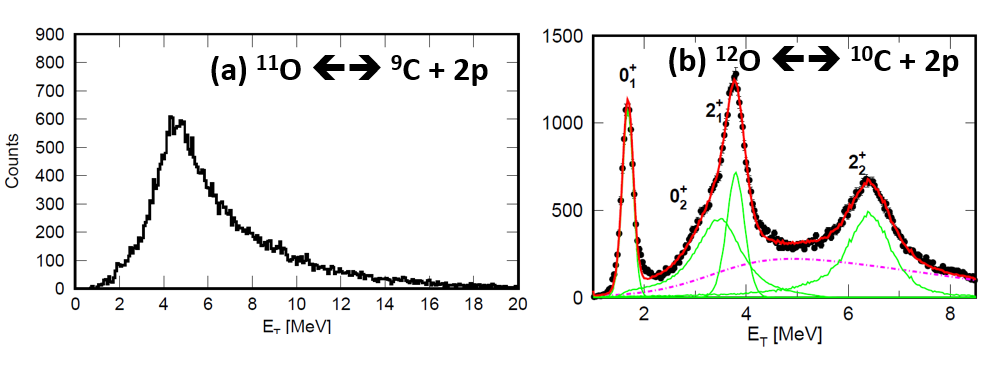 (a) ¹¹O ⟷ ⁹C + 2p
900
800
700
600
500
400
300
200
100
0
Counts
0 2 4 6 8 10 12 14 16 18 20
E_T [MeV]
(b) ¹²O ⟷ ¹⁰C + 2p
1500
1000
500
0
0₁⁺
2₁⁺
0₂⁺
2₂⁺
2 4 6 8
E_T [MeV]